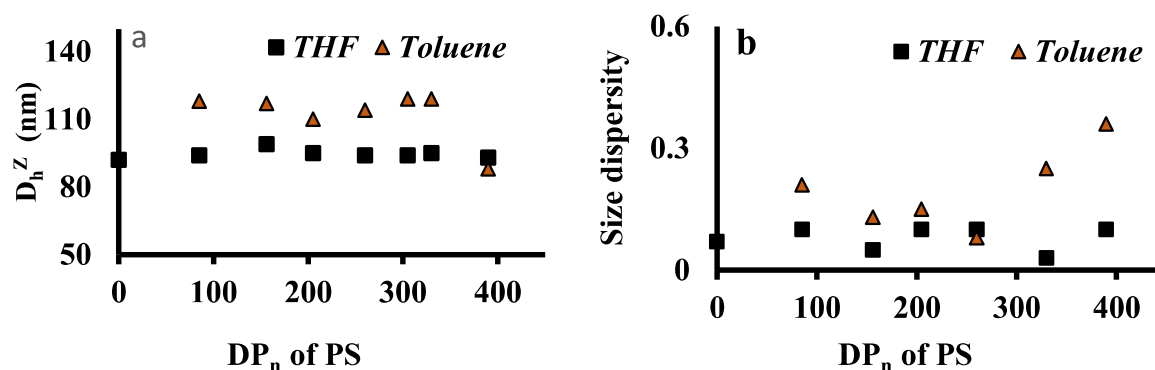 a
THF Toluene
140
110
80
50
0 100 200 300 400
DPn of PS
DhZ (nm)
b
THF Toluene
0.6
0.3
0
0 100 200 300 400
DPn of PS
Size dispersity